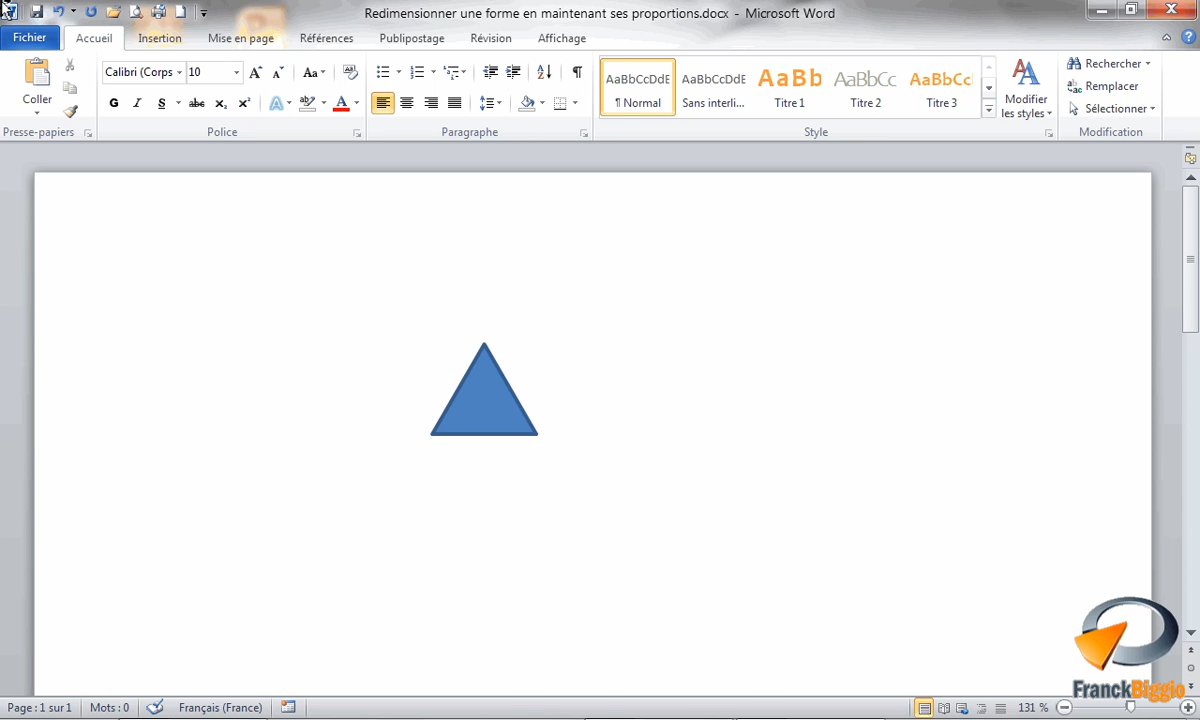 Redimensionner une forme en maintenant ses proportions.docx - Microsoft Word
Fichier Accueil Insertion Mise en page Références Publipostage Révision Affichage
Coller
Calibri (Corps 10
G I S abc x₂ x²
Aa
A
AaBbCcDdE AaBbCcDdE AaBb AaBbCc AaBbCc
¶ Normal Sans interli... Titre 1 Titre 2 Titre 3
Modifier
les styles
Rechercher
Remplacer
Sélectionner
Presse-papiers Police Paragraphe Style Modification
FranckBiggio
Page : 1 sur 1 Mots : 0 Français (France) 131 %